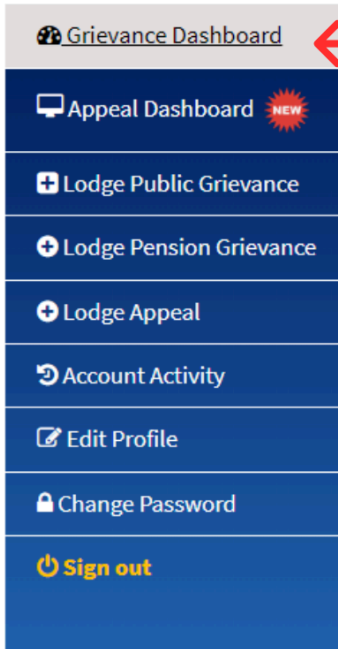 Grievance Dashboard
Appeal Dashboard NEW
Lodge Public Grievance
Lodge Pension Grievance
Lodge Appeal
Account Activity
Edit Profile
Change Password
Sign out